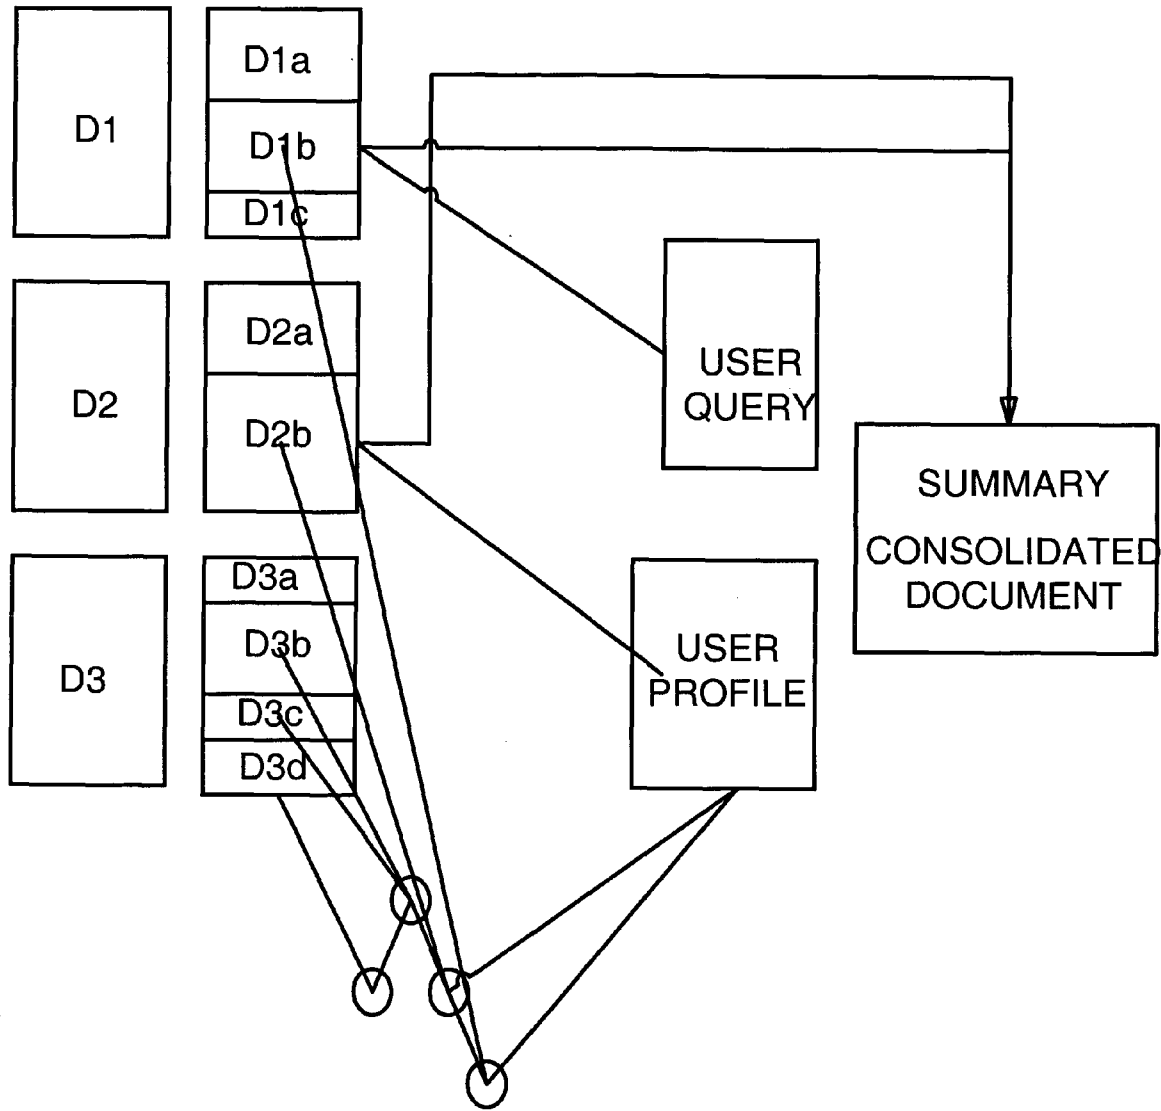 D1
D1a
D1b
D1c
D2
D2a
D2b
D3
D3a
D3b
D3c
D3d
USER
QUERY
USER
PROFILE
SUMMARY
CONSOLIDATED
DOCUMENT